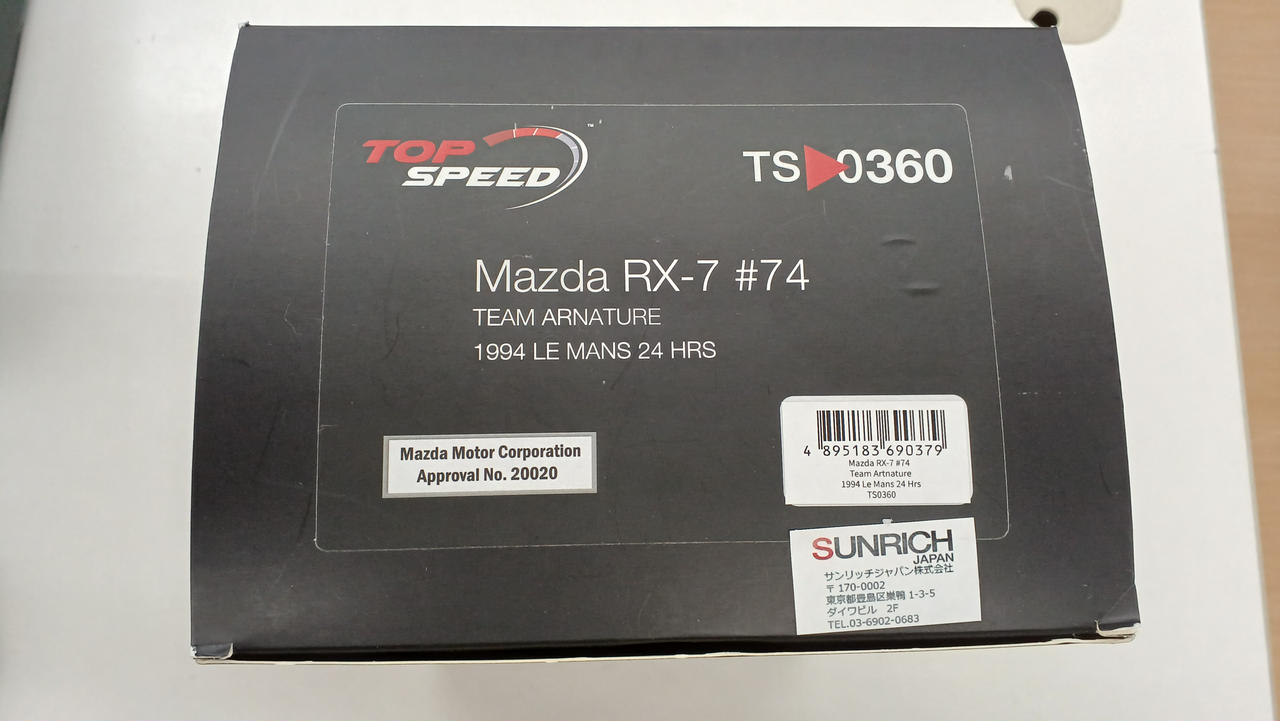 TOP SPEED ™
TS 0360
Mazda RX-7 #74
TEAM ARNATURE
1994 LE MANS 24 HRS
Mazda Motor Corporation
Approval No. 20020
4 895183 690379
Mazda RX-7 #74
Team Artnature
1994 Le Mans 24 Hrs
TS0360
SUNRICH
JAPAN
サンリッチジャパン株式会社
〒170-0002
東京都豊島区巣鴨 1-3-5
ダイワビル 2F
TEL.03-6902-0683